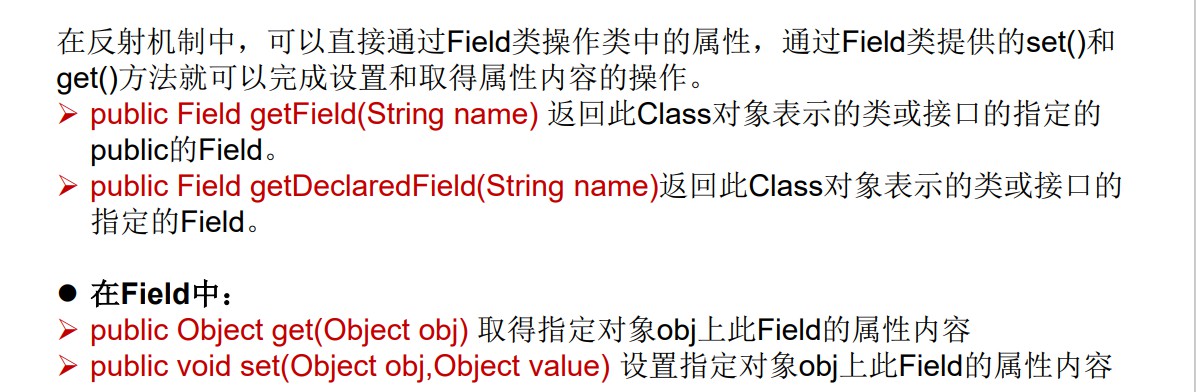 在反射机制中，可以直接通过Field类操作类中的属性，通过Field类提供的set()和
get()方法就可以完成设置和取得属性内容的操作。
➢ public Field getField(String name) 返回此Class对象表示的类或接口的指定的
public的Field。
➢ public Field getDeclaredField(String name)返回此Class对象表示的类或接口的
指定的Field。
● 在Field中：
➢ public Object get(Object obj) 取得指定对象obj上此Field的属性内容
➢ public void set(Object obj,Object value) 设置指定对象obj上此Field的属性内容